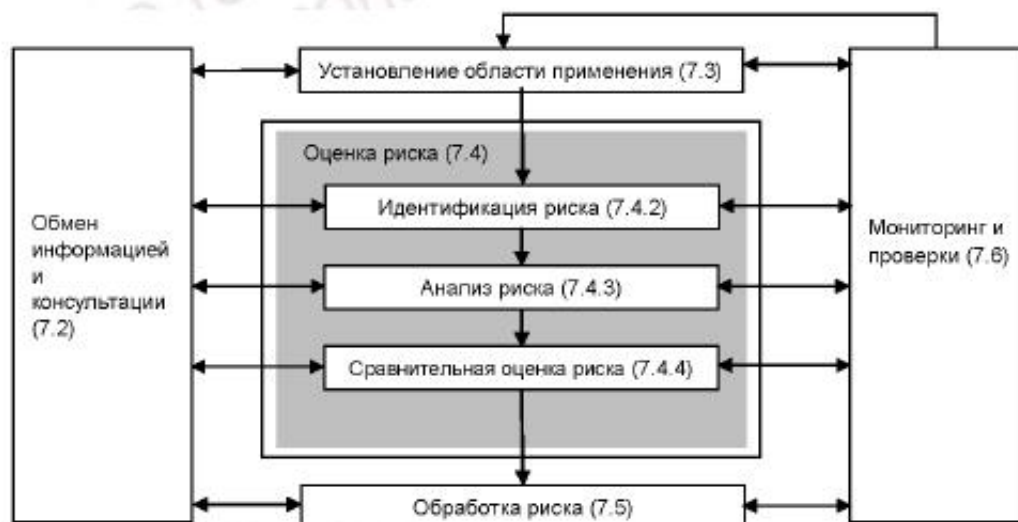 Установление области применения (7.3)
Оценка риска (7.4)
Идентификация риска (7.4.2)
Обмен
информацией
и
консультации
(7.2)
Мониторинг и
проверки (7.6)
Анализ риска (7.4.3)
Сравнительная оценка риска (7.4.4)
Обработка риска (7.5)